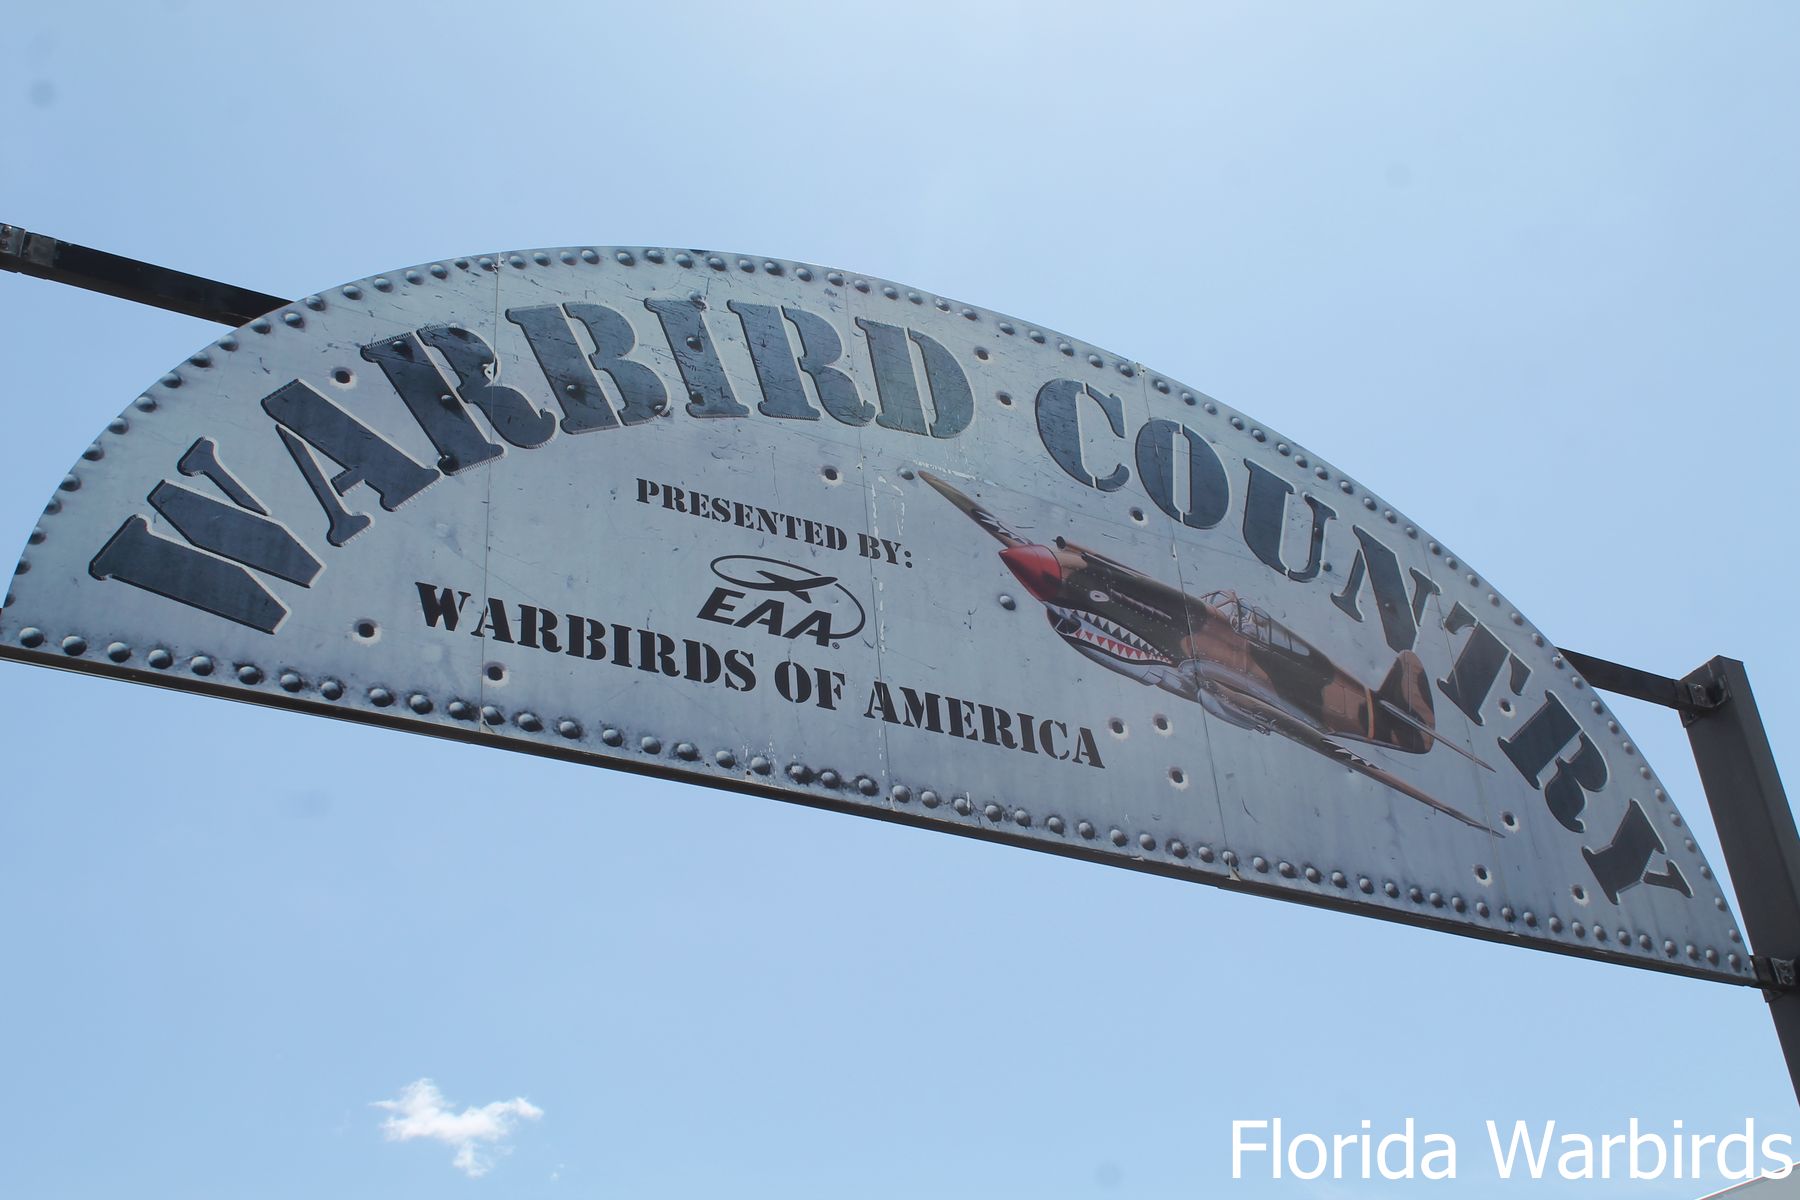 WARBIRD COUNTRY
PRESENTED BY:
EAA
WARBIRDS OF AMERICA
Florida Warbirds